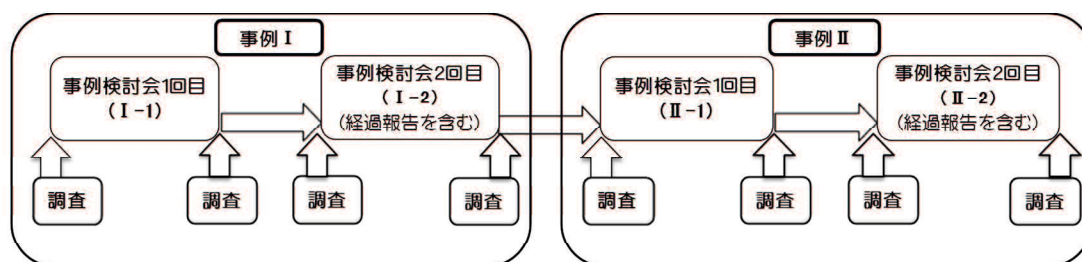 事例Ⅰ
事例検討会1回目
(Ⅰ-1)
事例検討会2回目
(Ⅰ-2)
(経過報告を含む)
調査
調査
調査
調査
事例Ⅱ
事例検討会1回目
(Ⅱ-1)
事例検討会2回目
(Ⅱ-2)
(経過報告を含む)
調査
調査
調査
調査